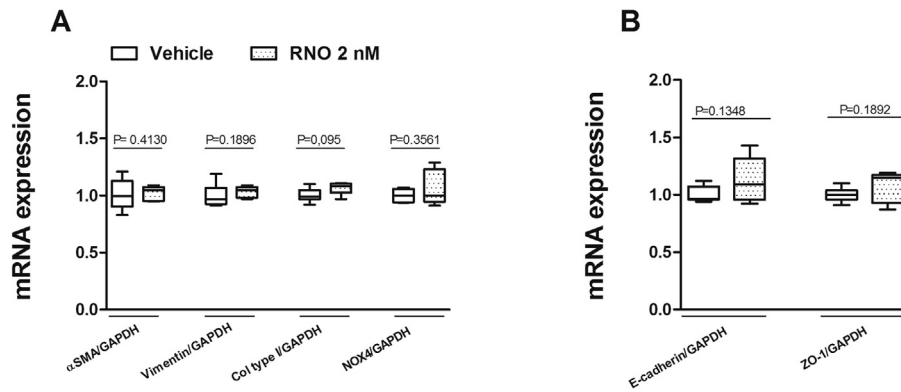 A
B
Vehicle RNO 2 nM
mRNA expression
2.0
1.5
1.0
0.5
0.0
P= 0.4130
P=0.1896
P=0,095
P=0.3561
αSMA/GAPDH
Vimentin/GAPDH
Col type I/GAPDH
NOX4/GAPDH
mRNA expression
2.0
1.5
1.0
0.5
0.0
P=0.1348
P=0.1892
E-cadherin/GAPDH
ZO-1/GAPDH